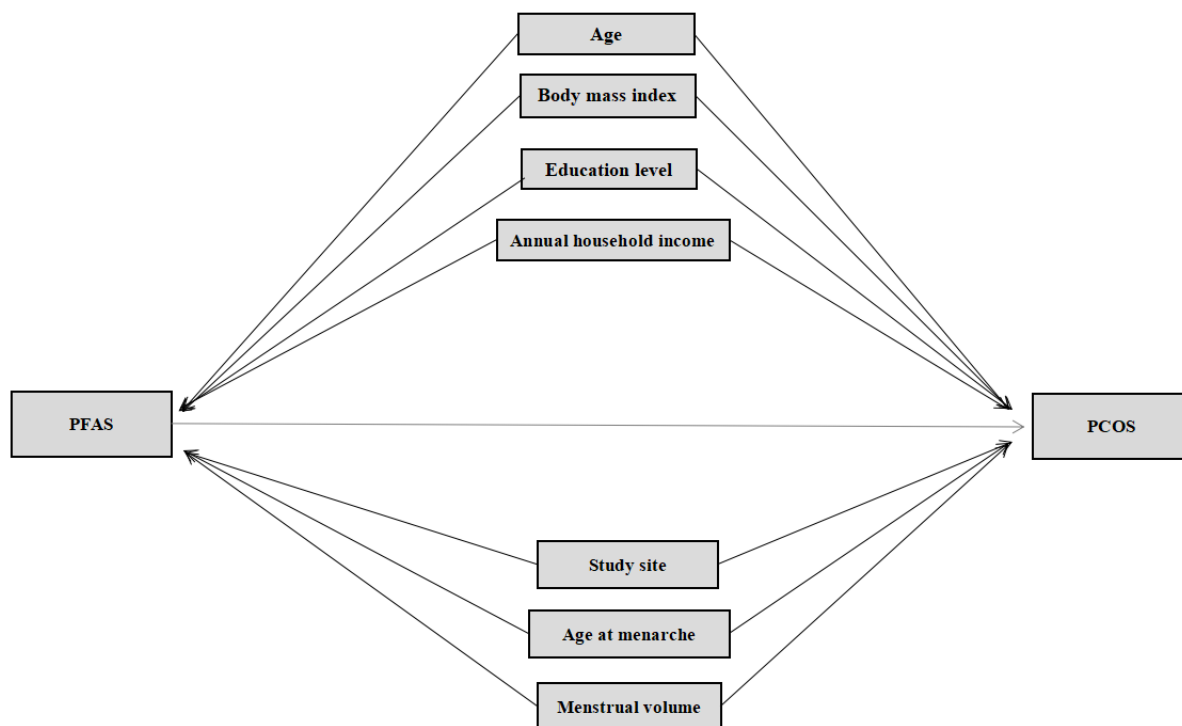 Age
Body mass index
Education level
Annual household income
PFAS
PCOS
Study site
Age at menarche
Menstrual volume